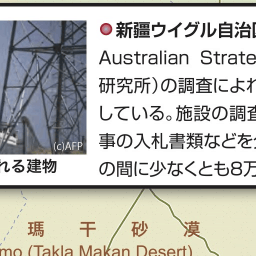 新疆ウイグル自治
Australian Strate
研究所）の調査によれ
している。施設の調
事の入札書類などを
の間に少なくとも8万
(c)AFP
れる建物
瑪干砂漠
mo (Takla Makan Desert)